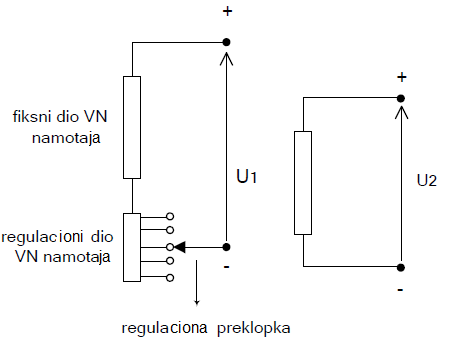 +
fiksni dio VN
namotaja
U1
-
regulacioni dio
VN namotaja
regulaciona preklopka
+
U2
-